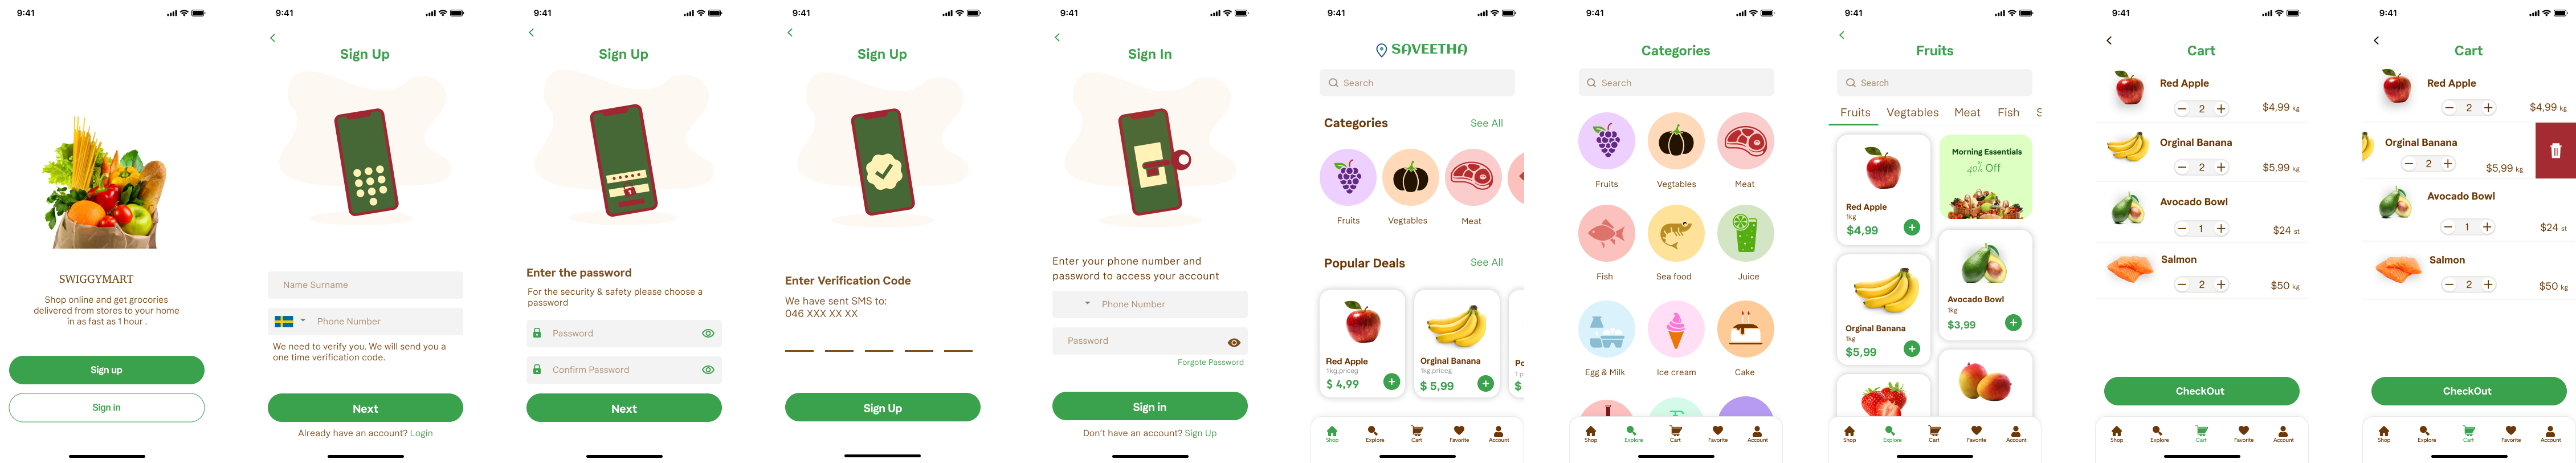 9:41
SWIGGYMART
Shop online and get grocories
delivered from stores to your home
in as fast as 1 hour .
Sign up
Sign in
9:41
Sign Up
Name Surname
Phone Number
We need to verify you. We will send you a
one time verification code.
Next
Already have an account? Login
9:41
Sign Up
Enter the password
For the security & safety please choose a
password
Password
Confirm Password
Next
9:41
Sign Up
Enter Verification Code
We have sent SMS to:
046 XXX XX XX
Sign Up
9:41
Sign In
Enter your phone number and
password to access your account
Phone Number
Password
Forgote Password
Sign in
Don't have an account? Sign Up
9:41
SAVEETHA
Search
Categories See All
Fruits Vegtables Meat
Popular Deals See All
Red Apple
1kg,priceg
$ 4,99 +
Orginal Banana
1kg,priceg
$ 5,99 +
Po
1 p
$
Shop Explore Cart Favorite Account
9:41
Categories
Search
Fruits Vegtables Meat
Fish Sea food Juice
Egg & Milk Ice cream Cake
Shop Explore Cart Favorite Account
9:41
Fruits
Search
Fruits Vegtables Meat Fish S
Red Apple
1kg
$4,99 +
Morning Essentials
40% Off
Orginal Banana
1kg
$5,99 +
Avocado Bowl
1kg
$3,99 +
Shop Explore Cart Favorite Account
9:41
Cart
Red Apple
− 2 + $4,99 kg
Orginal Banana
− 2 + $5,99 kg
Avocado Bowl
− 1 + $24 st
Salmon
− 2 + $50 kg
CheckOut
Shop Explore Cart Favorite Account
9:41
Cart
Red Apple
− 2 + $4,99 kg
Orginal Banana
− 2 + $5,99 kg
Avocado Bowl
− 1 + $24 st
Salmon
− 2 + $50 kg
CheckOut
Shop Explore Cart Favorite Account